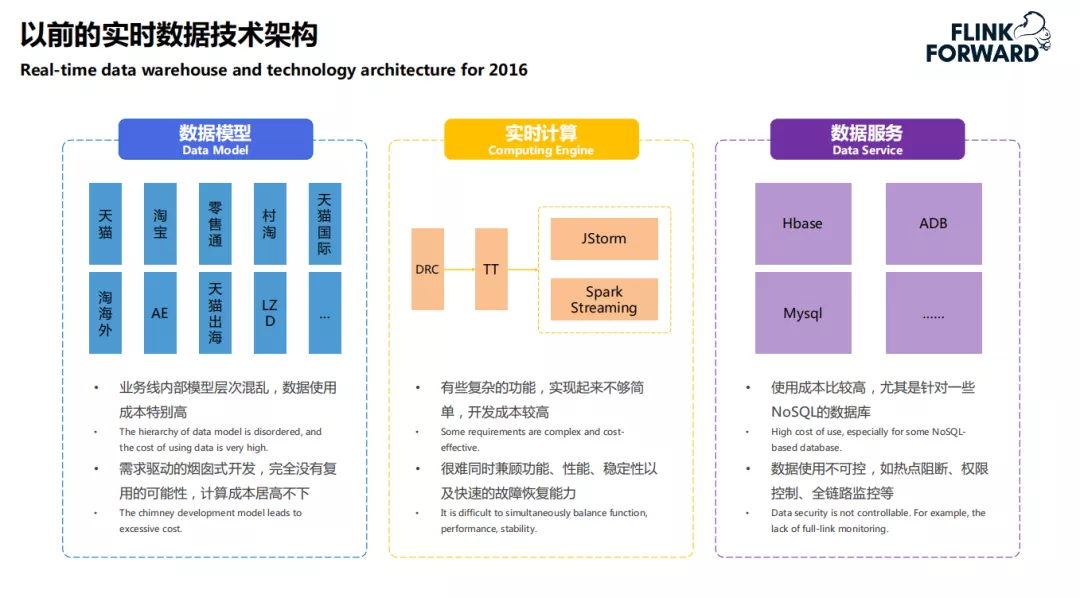 以前的实时数据技术架构
Real-time data warehouse and technology architecture for 2016
FLINK
FORWARD
数据模型
Data Model
天猫
淘宝
零售通
村淘
天猫国际
淘海外
AE
天猫出海
LZ
D
...
• 业务线内部模型层次混乱，数据使用
成本特别高
• The hierarchy of data model is disordered, and
the cost of using data is very high.
• 需求驱动的烟囱式开发，完全没有复
用的可能性，计算成本居高不下
• The chimney development model leads to
excessive cost.
实时计算
Computing Engine
DRC
TT
JStorm
Spark
Streaming
• 有些复杂的功能，实现起来不够简
单，开发成本较高
• Some requirements are complex and cost-
effective.
• 很难同时兼顾功能、性能、稳定性以
及快速的故障恢复能力
• It is difficult to simultaneously balance function,
performance, stability.
数据服务
Data Service
Hbase
ADB
Mysql
......
• 使用成本比较高，尤其是针对一些
NoSQL的数据库
• High cost of use, especially for some NoSQL-
based database.
• 数据使用不可控，如热点阻断、权限
控制、全链路监控等
• Data security is not controllable. For example, the
lack of full-link monitoring.